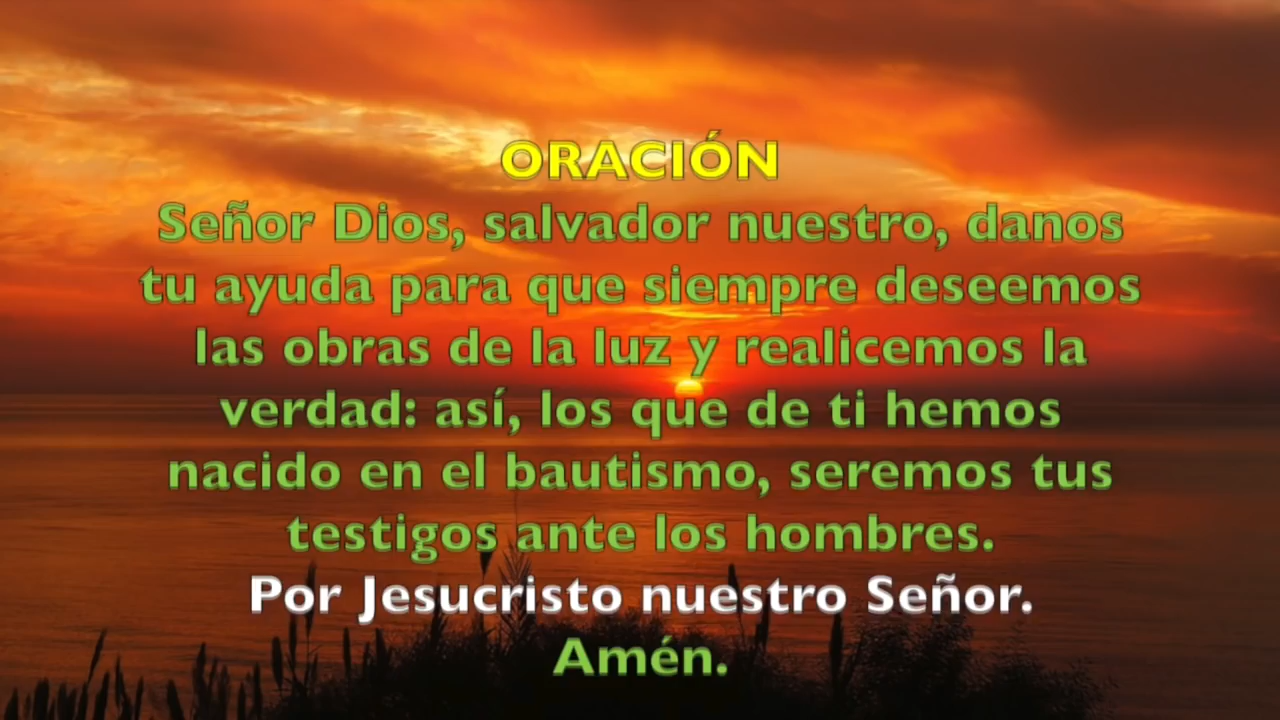 ORACIÓN
Señor Dios, salvador nuestro, danos
tu ayuda para que siempre deseemos
las obras de la luz y realicemos la
verdad: así, los que de ti hemos
nacido en el bautismo, seremos tus
testigos ante los hombres.
Por Jesucristo nuestro Señor.
Amén.